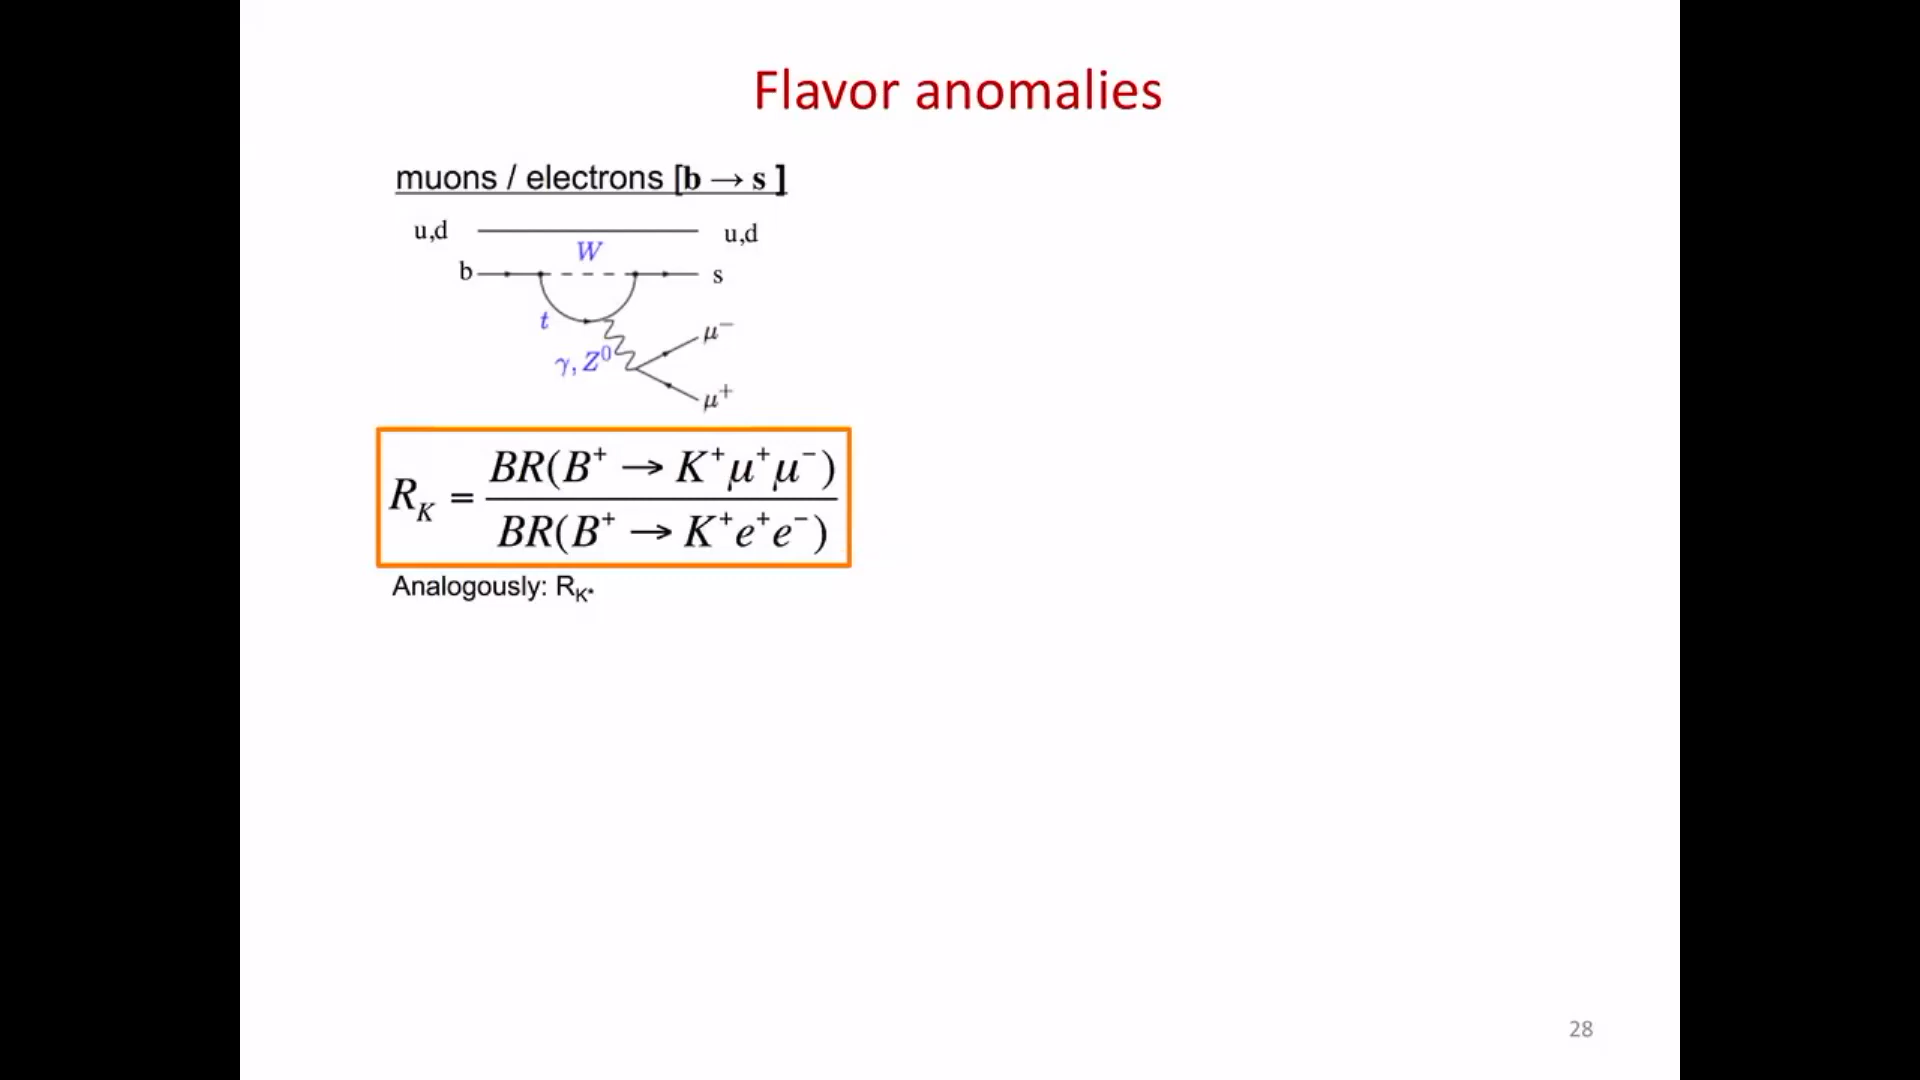 Flavor anomalies
muons / electrons [b → s ]
u,d u,d
W
b s
t
μ⁻
γ, Z⁰
μ⁺
R_K = BR(B⁺ → K⁺μ⁺μ⁻) / BR(B⁺ → K⁺e⁺e⁻)
Analogously: R_K*
28